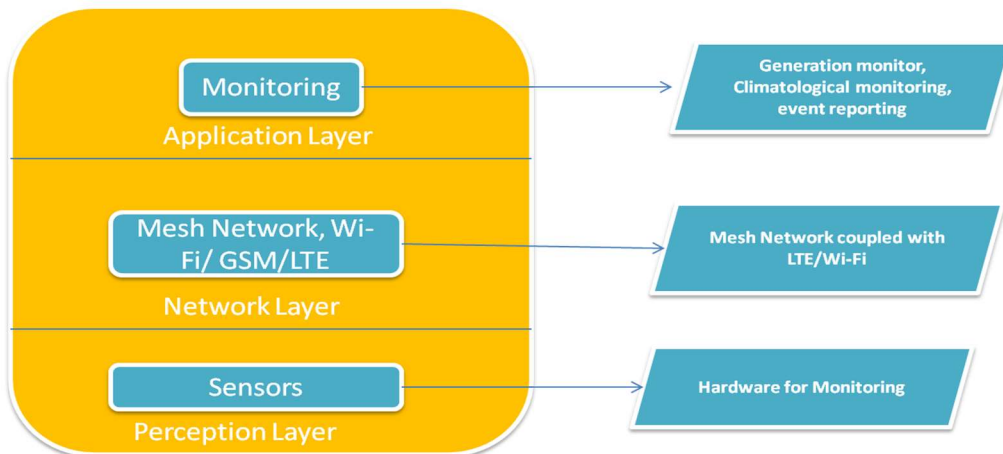 Monitoring
Application Layer
Generation monitor,
Climatological monitoring,
event reporting
Mesh Network, Wi-
Fi/ GSM/LTE
Network Layer
Mesh Network coupled with
LTE/Wi-Fi
Sensors
Perception Layer
Hardware for Monitoring